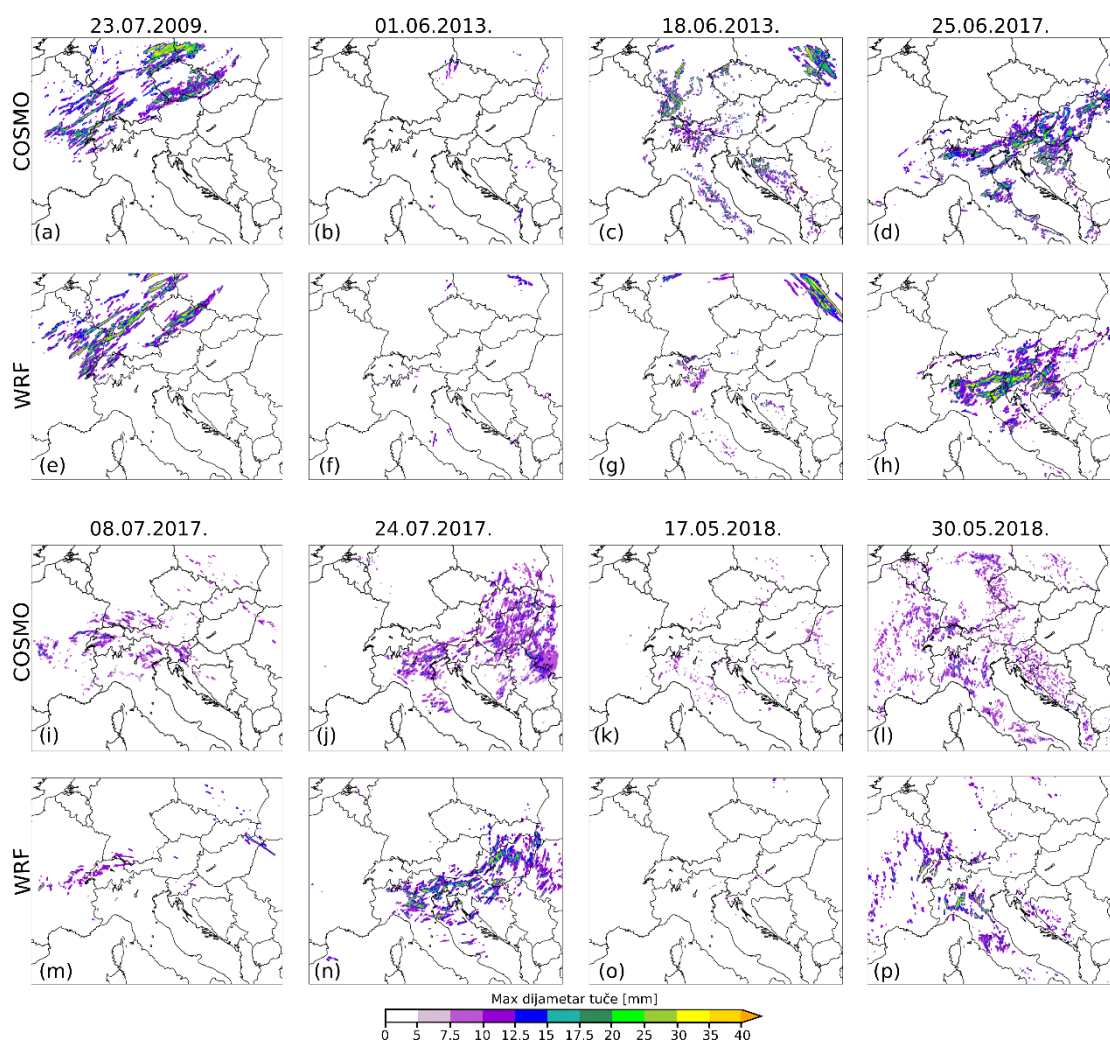 23.07.2009. 01.06.2013. 18.06.2013. 25.06.2017.
COSMO
(a) (b) (c) (d)
WRF
(e) (f) (g) (h)
08.07.2017. 24.07.2017. 17.05.2018. 30.05.2018.
COSMO
(i) (j) (k) (l)
WRF
(m) (n) (o) (p)
Max dijametar tuče [mm]
0 5 7.5 10 12.5 15 17.5 20 25 30 35 40